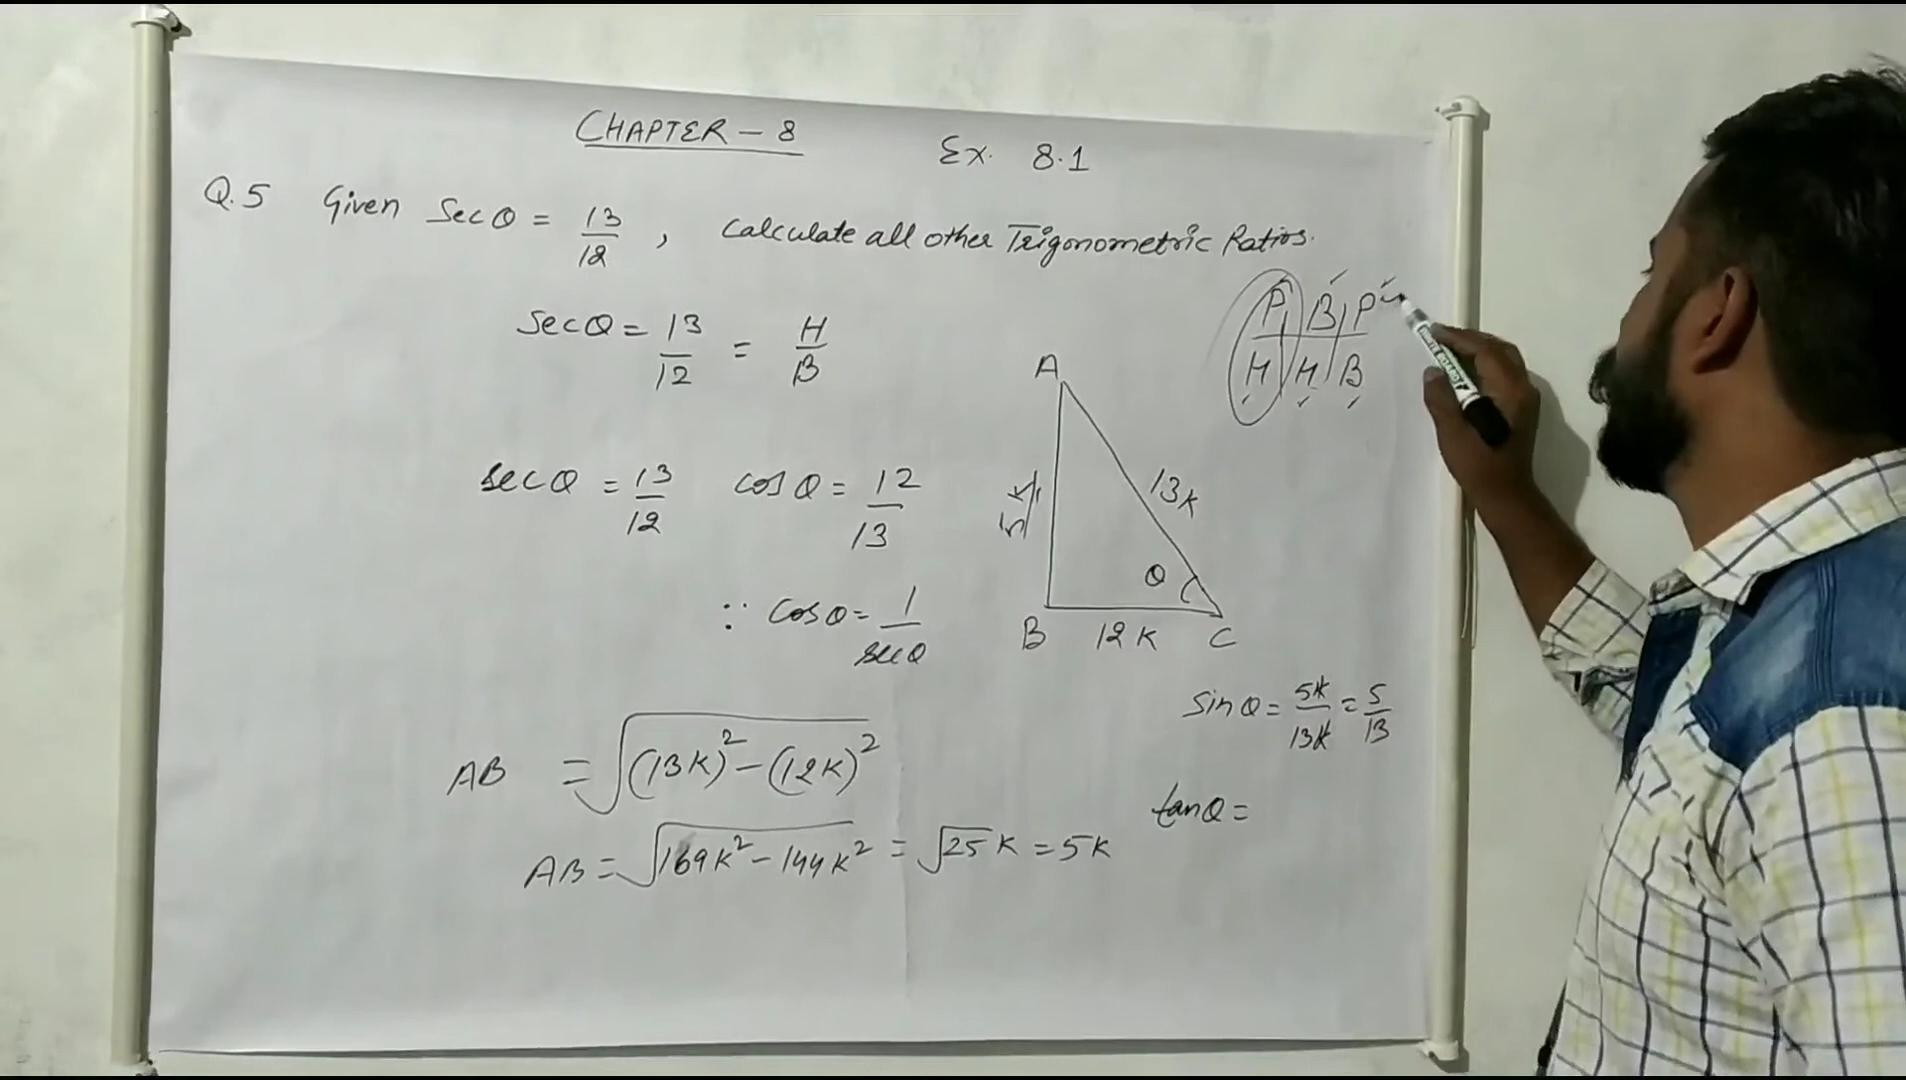 CHAPTER - 8
Ex. 8.1
Q.5 Given Sec θ = 13/12 , Calculate all other Trigonometric Ratios.
P B P
H H B
Sec θ = 13/12 = H/B
A
Sec θ = 13/12 cos θ = 12/13
5k
13k
θ
∵ Cos θ = 1/sec θ
B 12k C
Sin θ = 5k/13k = 5/13
AB = √(13k)² - (12k)²
tan θ =
AB = √169k² - 144k² = √25 k = 5k